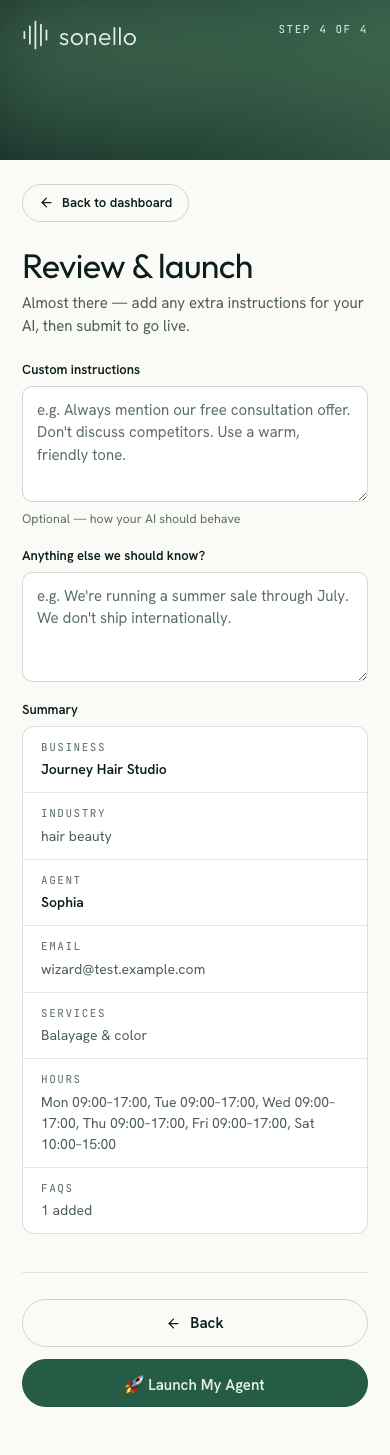 sonello
STEP 4 OF 4
← Back to dashboard
Review & launch
Almost there — add any extra instructions for your
AI, then submit to go live.
Custom instructions
e.g. Always mention our free consultation offer.
Don't discuss competitors. Use a warm,
friendly tone.
Optional — how your AI should behave
Anything else we should know?
e.g. We're running a summer sale through July.
We don't ship internationally.
Summary
BUSINESS
Journey Hair Studio
INDUSTRY
hair beauty
AGENT
Sophia
EMAIL
wizard@test.example.com
SERVICES
Balayage & color
HOURS
Mon 09:00–17:00, Tue 09:00–17:00, Wed 09:00–
17:00, Thu 09:00–17:00, Fri 09:00–17:00, Sat
10:00–15:00
FAQS
1 added
← Back
🚀 Launch My Agent